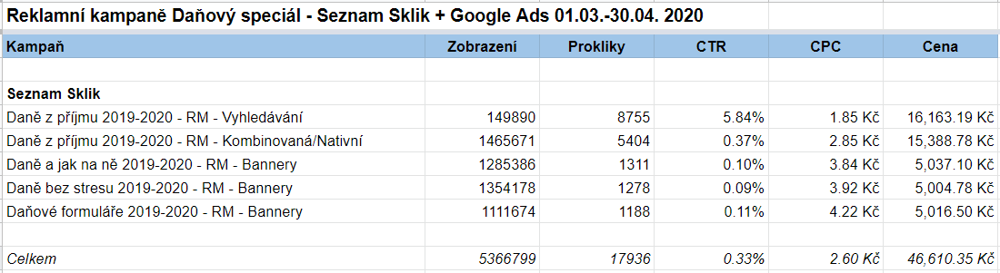 Reklamní kampaně Daňový speciál - Seznam Sklik + Google Ads 01.03.-30.04. 2020
Kampaň Zobrazení Prokliky CTR CPC Cena
Seznam Sklik
Daně z příjmu 2019-2020 - RM - Vyhledávání 149890 8755 5.84% 1.85 Kč 16,163.19 Kč
Daně z příjmu 2019-2020 - RM - Kombinovaná/Nativní 1465671 5404 0.37% 2.85 Kč 15,388.78 Kč
Daně a jak na ně 2019-2020 - RM - Bannery 1285386 1311 0.10% 3.84 Kč 5,037.10 Kč
Daně bez stresu 2019-2020 - RM - Bannery 1354178 1278 0.09% 3.92 Kč 5,004.78 Kč
Daňové formuláře 2019-2020 - RM - Bannery 1111674 1188 0.11% 4.22 Kč 5,016.50 Kč
Celkem 5366799 17936 0.33% 2.60 Kč 46,610.35 Kč